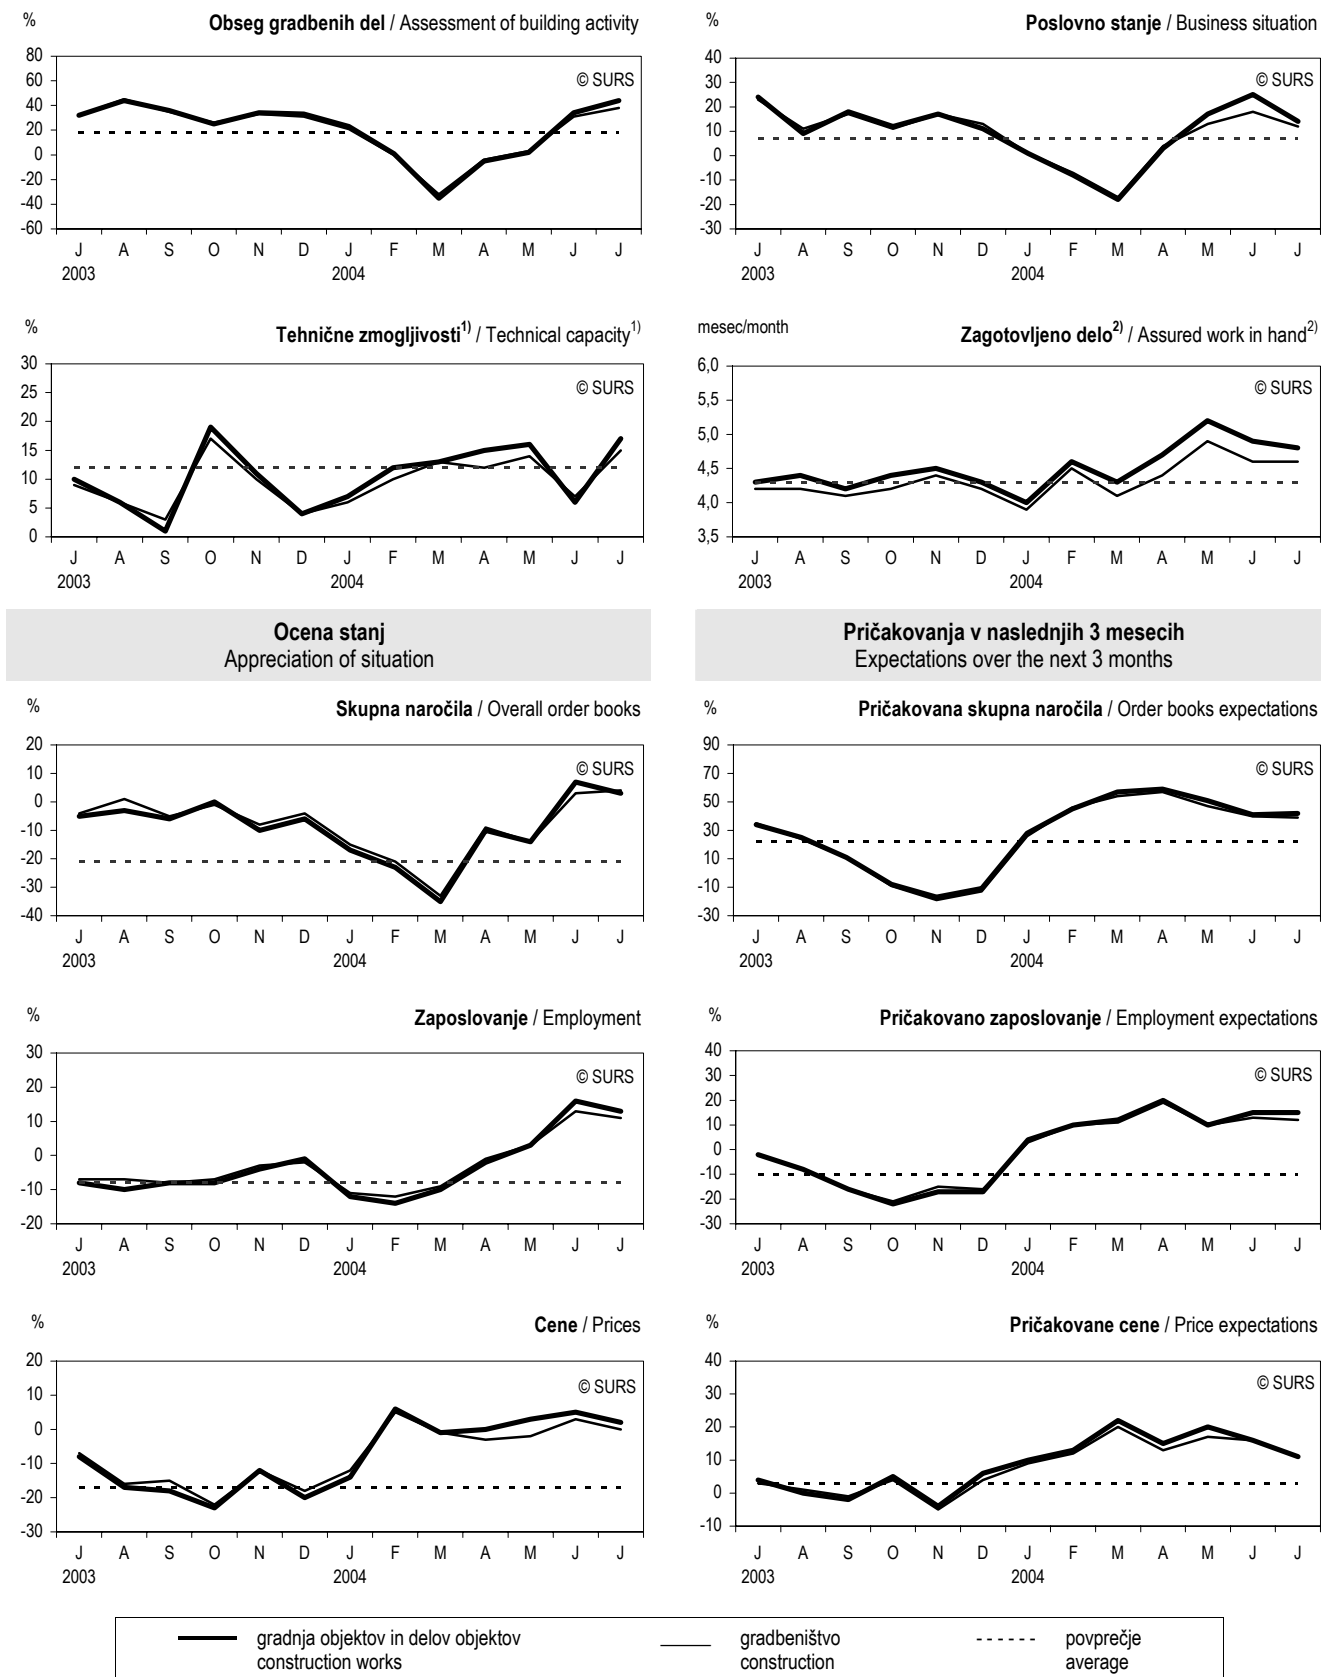 %
Obseg gradbenih del / Assessment of building activity
© SURS
80
60
40
20
0
-20
-40
-60
J A S O N D J F M A M J J
2003 2004
%
Poslovno stanje / Business situation
© SURS
40
30
20
10
0
-10
-20
-30
J A S O N D J F M A M J J
2003 2004
%
Tehnične zmogljivosti1) / Technical capacity1)
© SURS
30
25
20
15
10
5
0
J A S O N D J F M A M J J
2003 2004
mesec/month
Zagotovljeno delo2) / Assured work in hand2)
© SURS
6,0
5,5
5,0
4,5
4,0
3,5
J A S O N D J F M A M J J
2003 2004
Ocena stanj
Appreciation of situation
Pričakovanja v naslednjih 3 mesecih
Expectations over the next 3 months
%
Skupna naročila / Overall order books
© SURS
20
10
0
-10
-20
-30
-40
J A S O N D J F M A M J J
2003 2004
%
Pričakovana skupna naročila / Order books expectations
© SURS
90
70
50
30
10
-10
-30
J A S O N D J F M A M J J
2003 2004
%
Zaposlovanje / Employment
© SURS
30
20
10
0
-10
-20
J A S O N D J F M A M J J
2003 2004
%
Pričakovano zaposlovanje / Employment expectations
© SURS
40
30
20
10
0
-10
-20
-30
J A S O N D J F M A M J J
2003 2004
%
Cene / Prices
© SURS
20
10
0
-10
-20
-30
J A S O N D J F M A M J J
2003 2004
%
Pričakovane cene / Price expectations
© SURS
40
30
20
10
0
-10
J A S O N D J F M A M J J
2003 2004
gradnja objektov in delov objektov
construction works
gradbeništvo
construction
povprečje
average